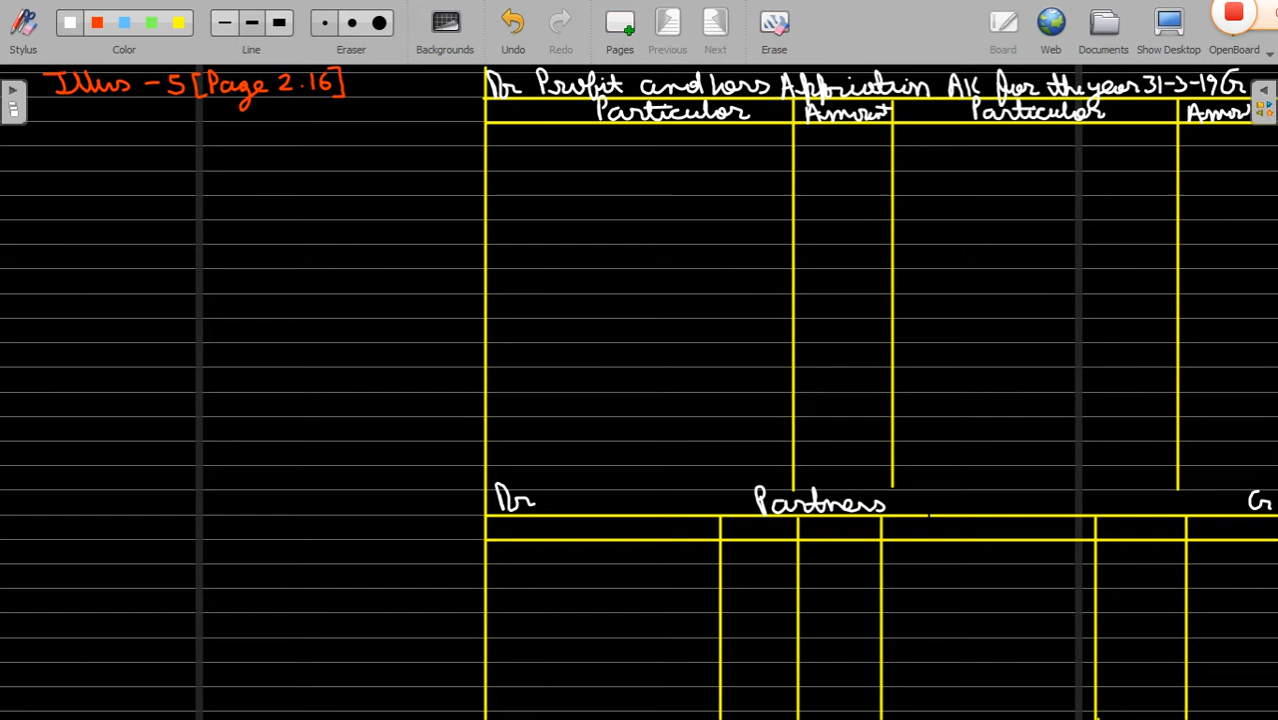 Stylus Color Line Eraser Backgrounds Undo Redo Pages Previous Next Erase Board Web Documents Show Desktop OpenBoard
Illus - 5 [Page 2.16]
Dr Profit and Loss Appriation A/c for the year 31-3-19 Cr
Particular Amount Particular Amou
Dr Partners Cr